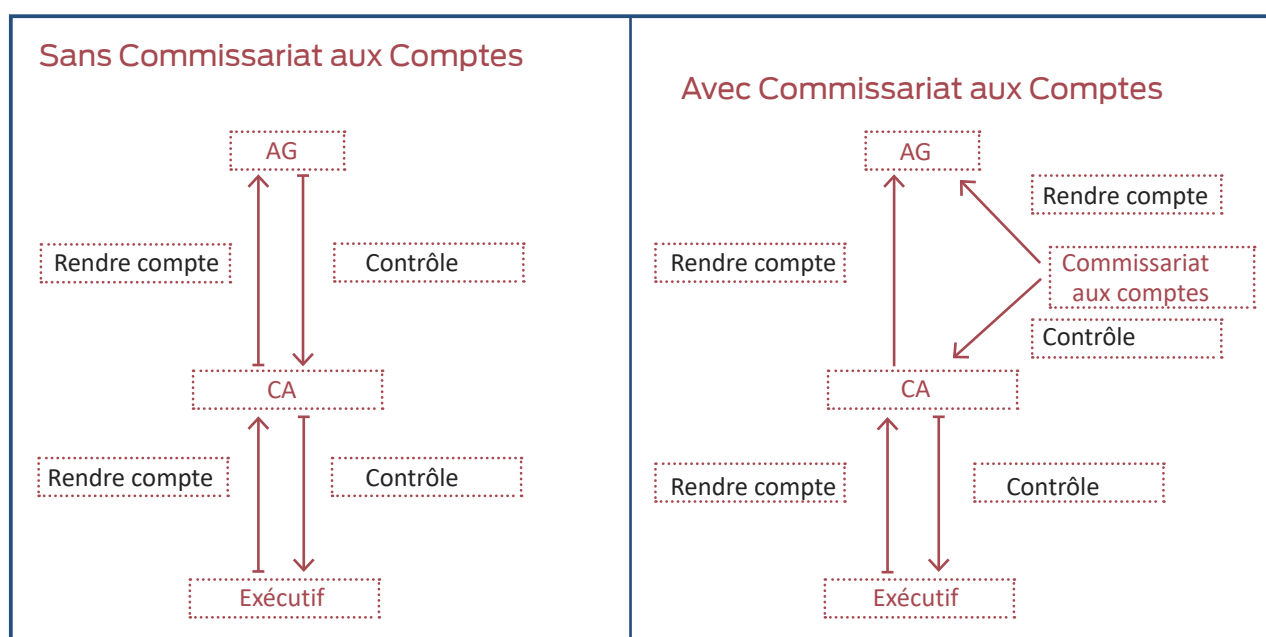 Sans Commissariat aux Comptes
AG
Rendre compte
Contrôle
CA
Rendre compte
Contrôle
Exécutif
Avec Commissariat aux Comptes
AG
Rendre compte
Rendre compte
Commissariat
aux comptes
Contrôle
CA
Rendre compte
Contrôle
Exécutif